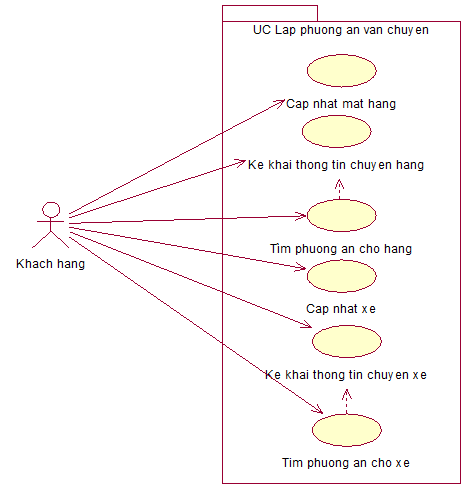 UC Lap phuong an van chuyen
Cap nhat mat hang
Ke khai thong tin chuyen hang
Khach hang
Tim phuong an cho hang
Cap nhat xe
Ke khai thong tin chuyen xe
Tim phuong an cho xe